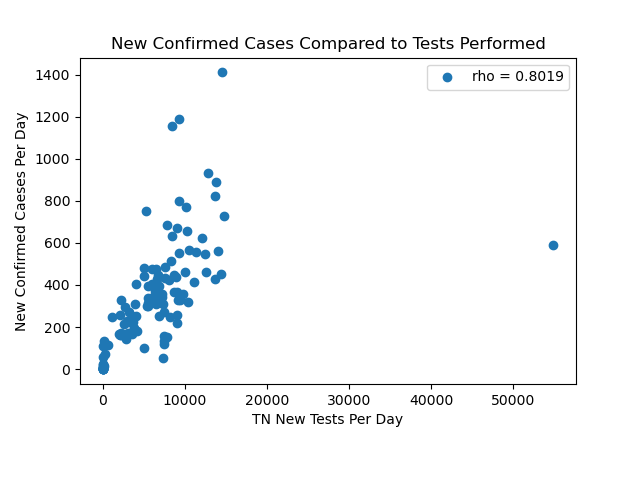 New Confirmed Cases Compared to Tests Performed
rho = 0.8019
New Confirmed Caeses Per Day
1400
1200
1000
800
600
400
200
0
0 10000 20000 30000 40000 50000
TN New Tests Per Day